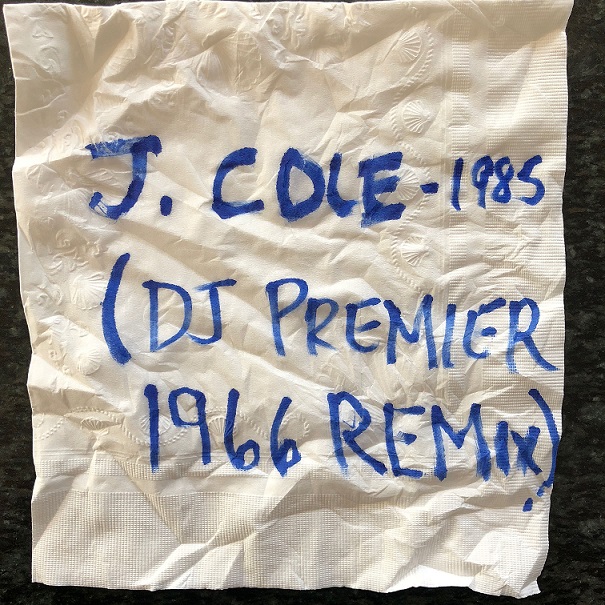 J. COLE - 1985
(DJ PREMIER
1966 REMIX)